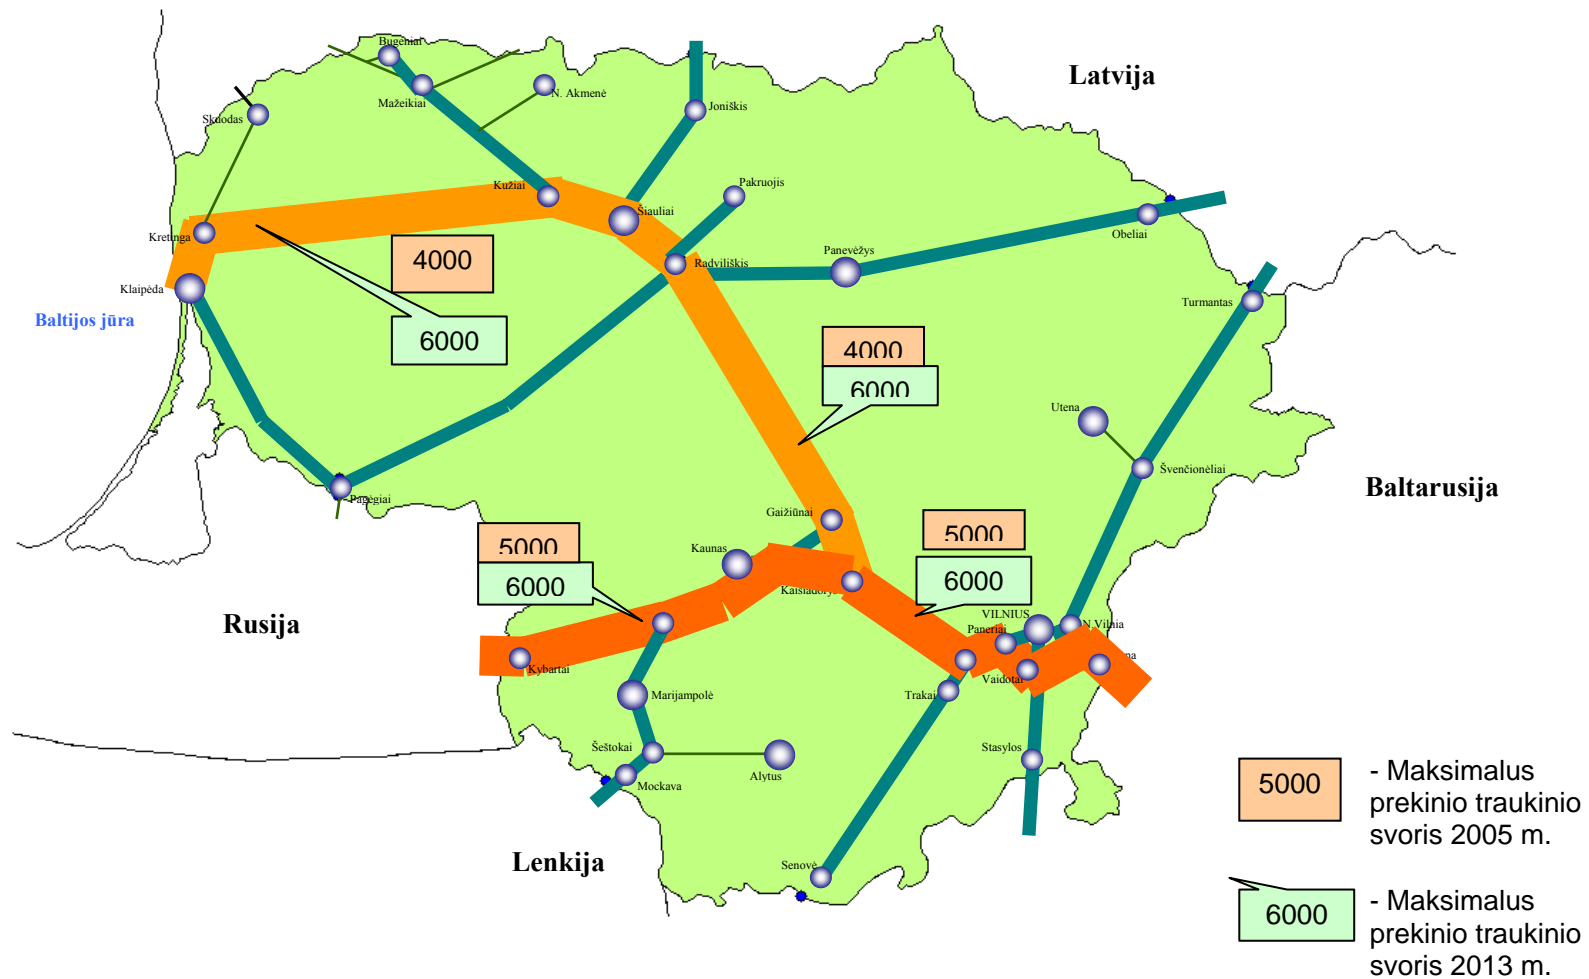 Bugeniai
Latvija
Mažeikiai
N. Akmenė
Skuodas
Joniškis
Kužiai
Pakruojis
Šiauliai
Kretinga
Obeliai
Panevėžys
Radviliškis
4000
Klaipėda
Turmantas
Baltijos jūra
6000
4000
6000
Utena
Švenčionėliai
Pagėgiai
Baltarusija
Gaižiūnai
5000
5000
Kaunas
6000
6000
Kaišiadorys
Rusija
VILNIUS
N.Vilnia
Paneriai
Kybartai
Vaidotai
Marijampolė
Trakai
Šeštokai
Stasylos
Alytus
Mockava
5000
- Maksimalus
prekinio traukinio
svoris 2005 m.
Lenkija
Senovė
6000
- Maksimalus
prekinio traukinio
svoris 2013 m.